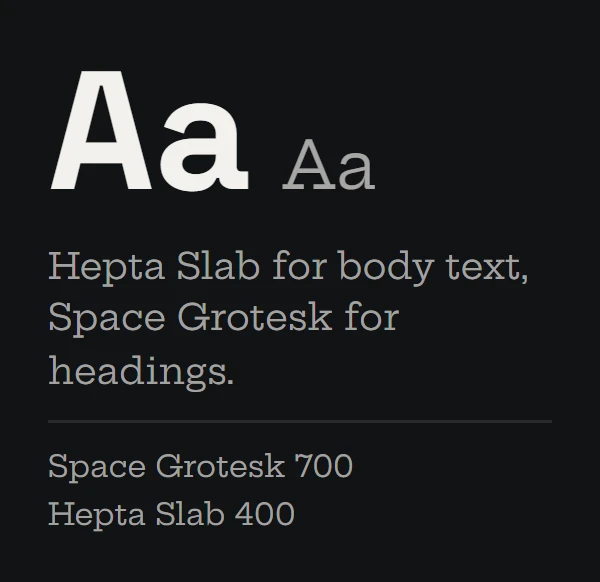 Aa Aa
Hepta Slab for body text,
Space Grotesk for
headings.
Space Grotesk 700
Hepta Slab 400